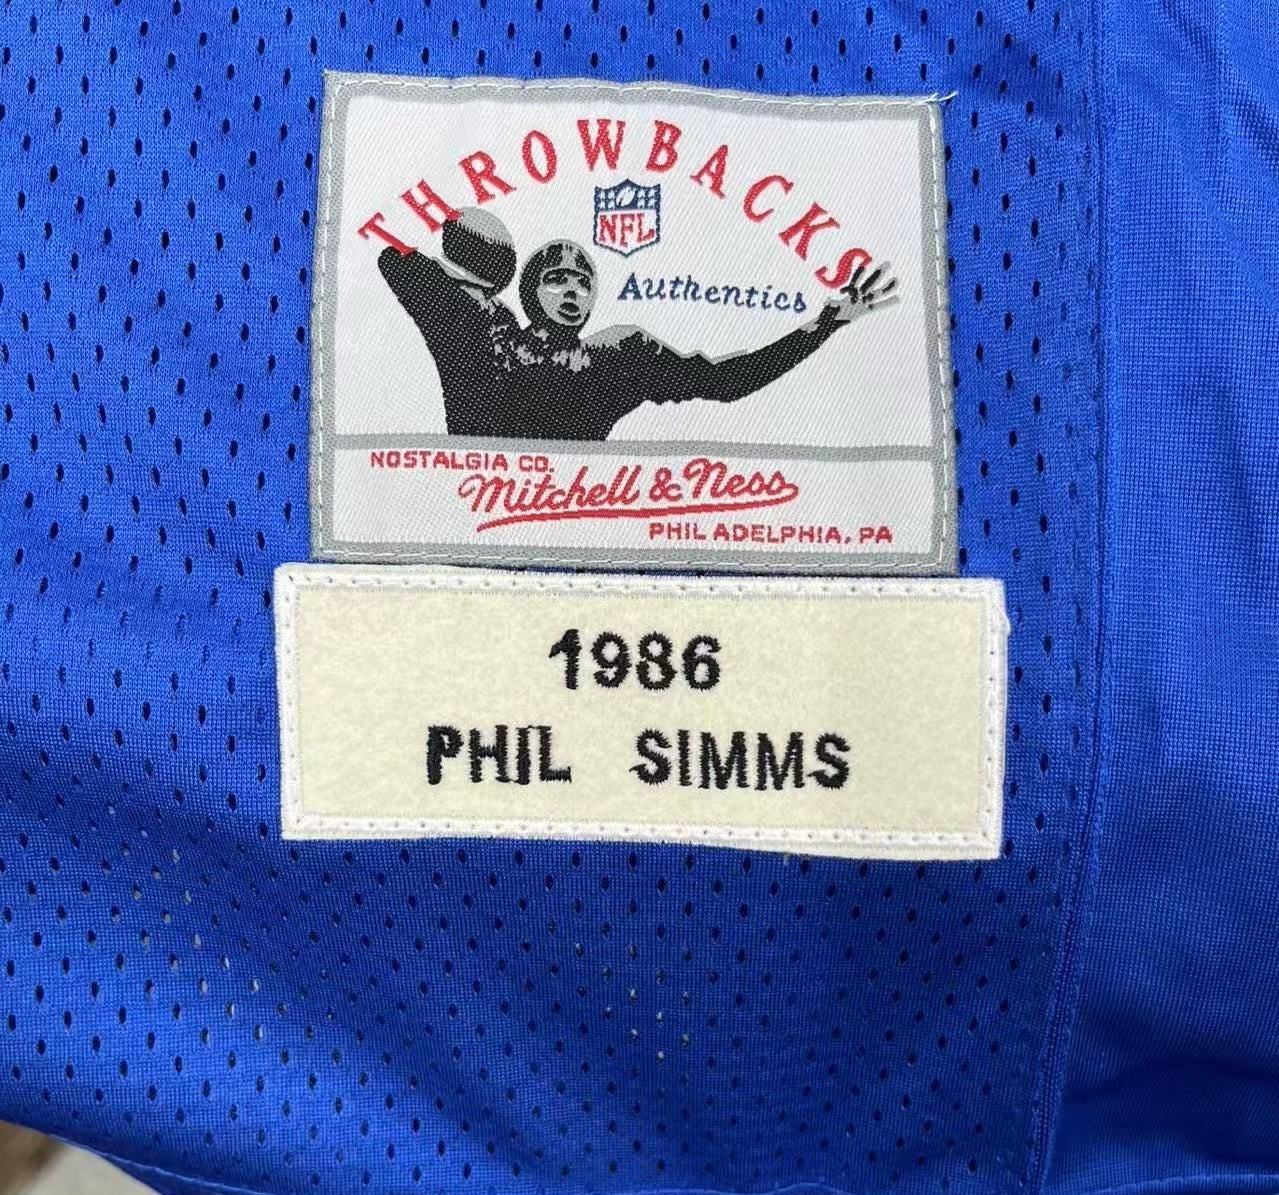 THROWBACKS
NFL
Authentics
NOSTALGIA CO.
Mitchell & Ness
PHILADELPHIA, PA
1986
PHIL SIMMS